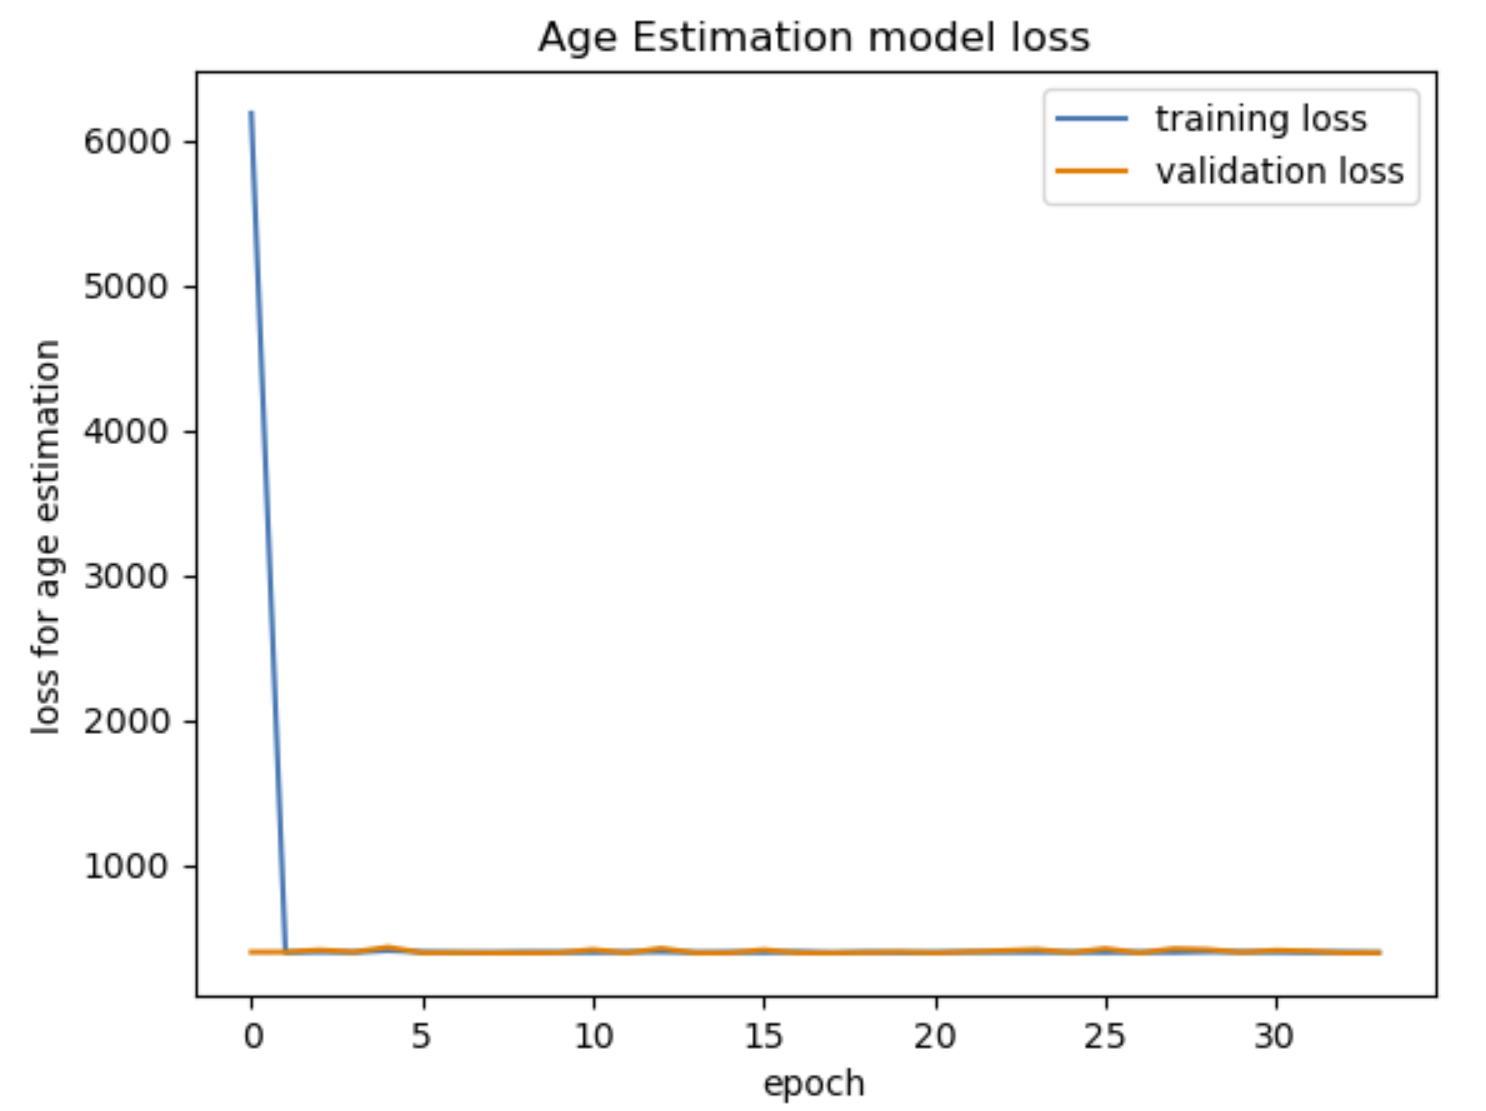 Age Estimation model loss
training loss
validation loss
loss for age estimation
6000
5000
4000
3000
2000
1000
0 5 10 15 20 25 30
epoch